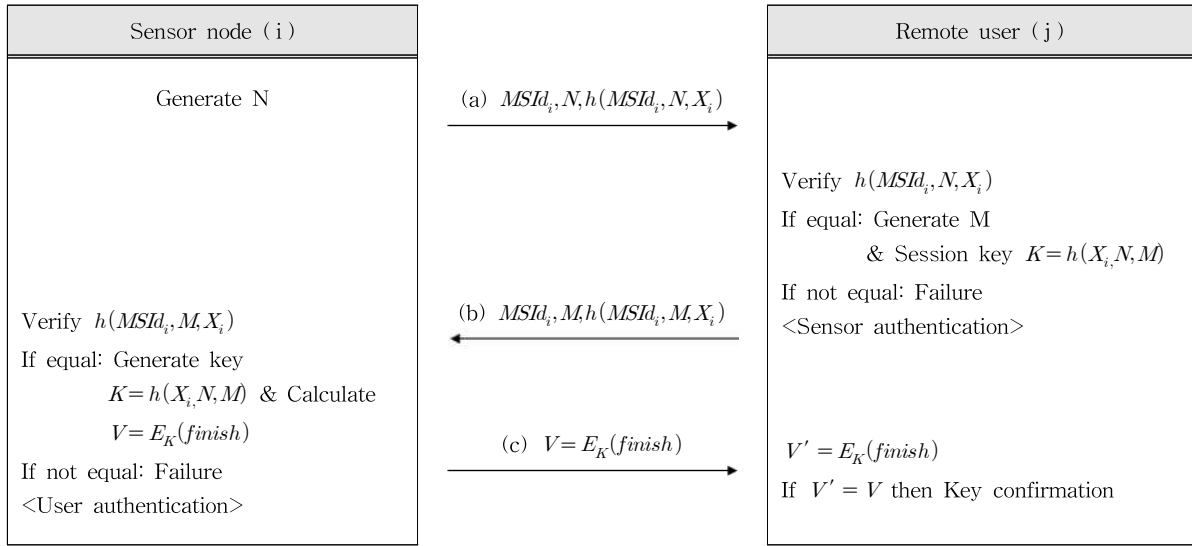 Sensor node (i)
Remote user (j)
Generate N
(a) MSId_i, N, h(MSId_i, N, X_i)
Verify h(MSId_i, N, X_i)
If equal: Generate M
& Session key K = h(X_i, N, M)
If not equal: Failure
<Sensor authentication>
(b) MSId_i, M, h(MSId_i, M, X_i)
Verify h(MSId_i, M, X_i)
If equal: Generate key
K = h(X_i, N, M) & Calculate
V = E_K(finish)
If not equal: Failure
<User authentication>
(c) V = E_K(finish)
V' = E_K(finish)
If V' = V then Key confirmation